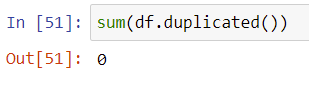 In [51]: sum(df.duplicated())
Out[51]: 0